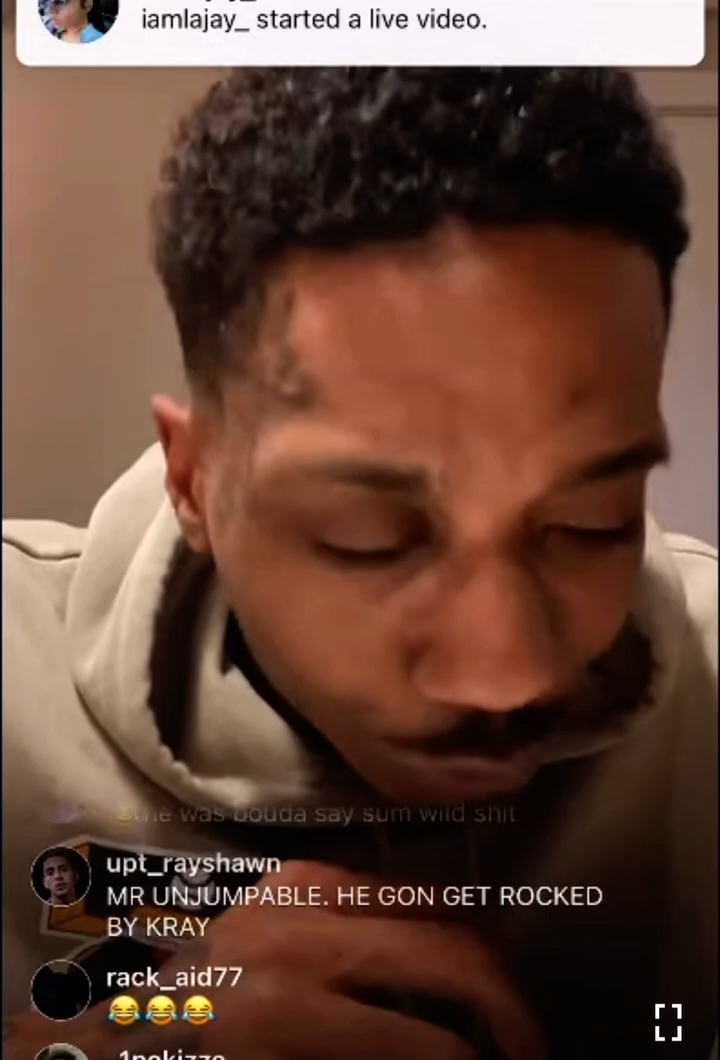 iamlajay_ started a live video.
he was bouda say sum wild shit
upt_rayshawn
MR UNJUMPABLE. HE GON GET ROCKED
BY KRAY
rack_aid77
😂😂😂